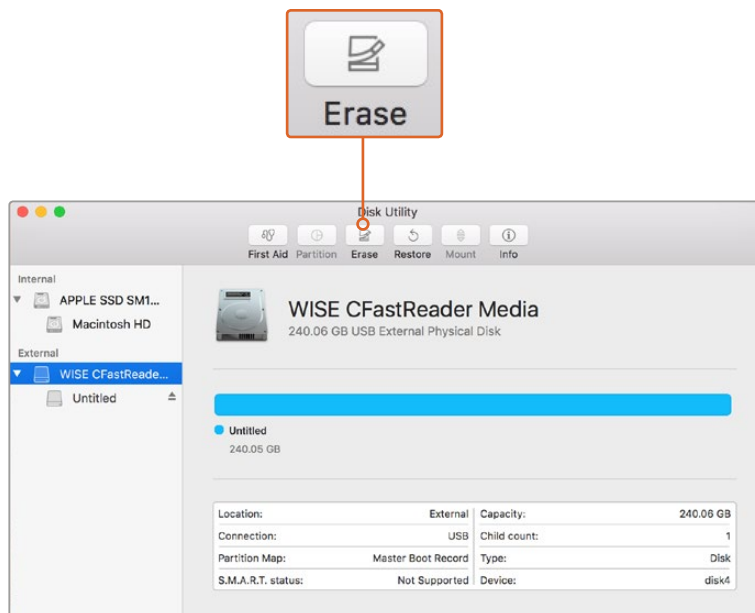 Erase
Disk Utility
First Aid Partition Erase Restore Mount Info
Internal
APPLE SSD SM1...
Macintosh HD
External
WISE CFastReade...
Untitled
WISE CFastReader Media
240.06 GB USB External Physical Disk
Untitled
240.05 GB
Location: External Capacity: 240.06 GB
Connection: USB Child count: 1
Partition Map: Master Boot Record Type: Disk
S.M.A.R.T. status: Not Supported Device: disk4